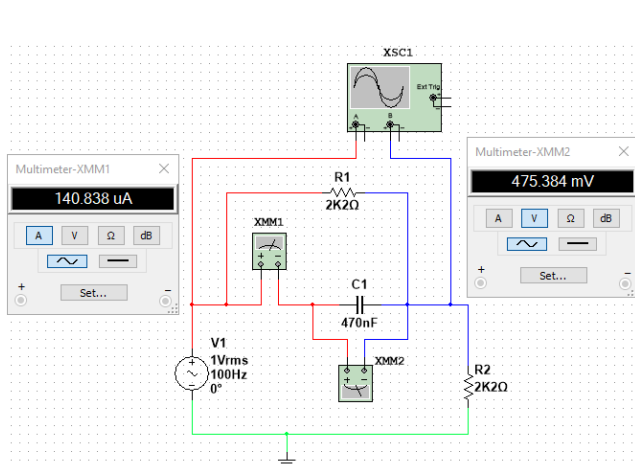 XSC1
Ext Trig
+
-
A
B
+ - + -
Multimeter-XMM1
140.838 uA
A V Ω dB
Set...
+ -
Multimeter-XMM2
475.384 mV
A V Ω dB
Set...
+ -
R1
2K2Ω
XMM1
+ -
C1
470nF
XMM2
+ -
V1
1Vrms
100Hz
0°
+
-
R2
2K2Ω